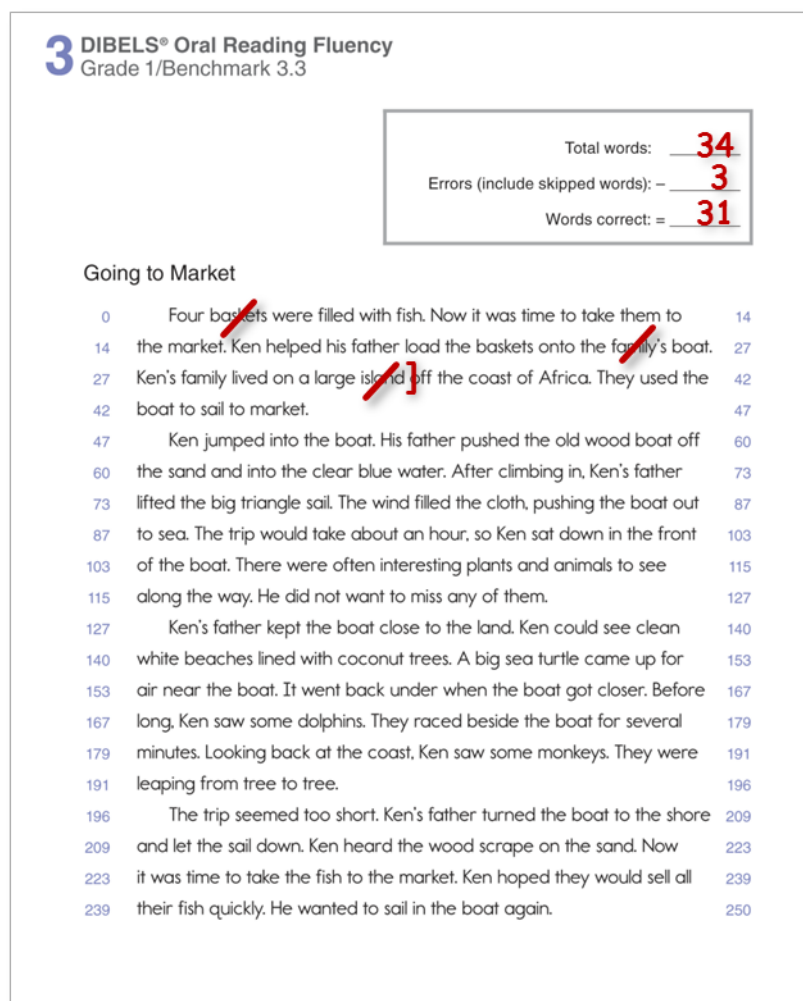 3 DIBELS® Oral Reading Fluency
Grade 1/Benchmark 3.3
Total words: 34
Errors (include skipped words): – 3
Words correct: = 31
Going to Market
0 Four baskets were filled with fish. Now it was time to take them to 14
14 the market. Ken helped his father load the baskets onto the family's boat. 27
27 Ken's family lived on a large island ] off the coast of Africa. They used the 42
42 boat to sail to market. 47
47 Ken jumped into the boat. His father pushed the old wood boat off 60
60 the sand and into the clear blue water. After climbing in, Ken's father 73
73 lifted the big triangle sail. The wind filled the cloth, pushing the boat out 87
87 to sea. The trip would take about an hour, so Ken sat down in the front 103
103 of the boat. There were often interesting plants and animals to see 115
115 along the way. He did not want to miss any of them. 127
127 Ken's father kept the boat close to the land. Ken could see clean 140
140 white beaches lined with coconut trees. A big sea turtle came up for 153
153 air near the boat. It went back under when the boat got closer. Before 167
167 long, Ken saw some dolphins. They raced beside the boat for several 179
179 minutes. Looking back at the coast, Ken saw some monkeys. They were 191
191 leaping from tree to tree. 196
196 The trip seemed too short. Ken's father turned the boat to the shore 209
209 and let the sail down. Ken heard the wood scrape on the sand. Now 223
223 it was time to take the fish to the market. Ken hoped they would sell all 239
239 their fish quickly. He wanted to sail in the boat again. 250